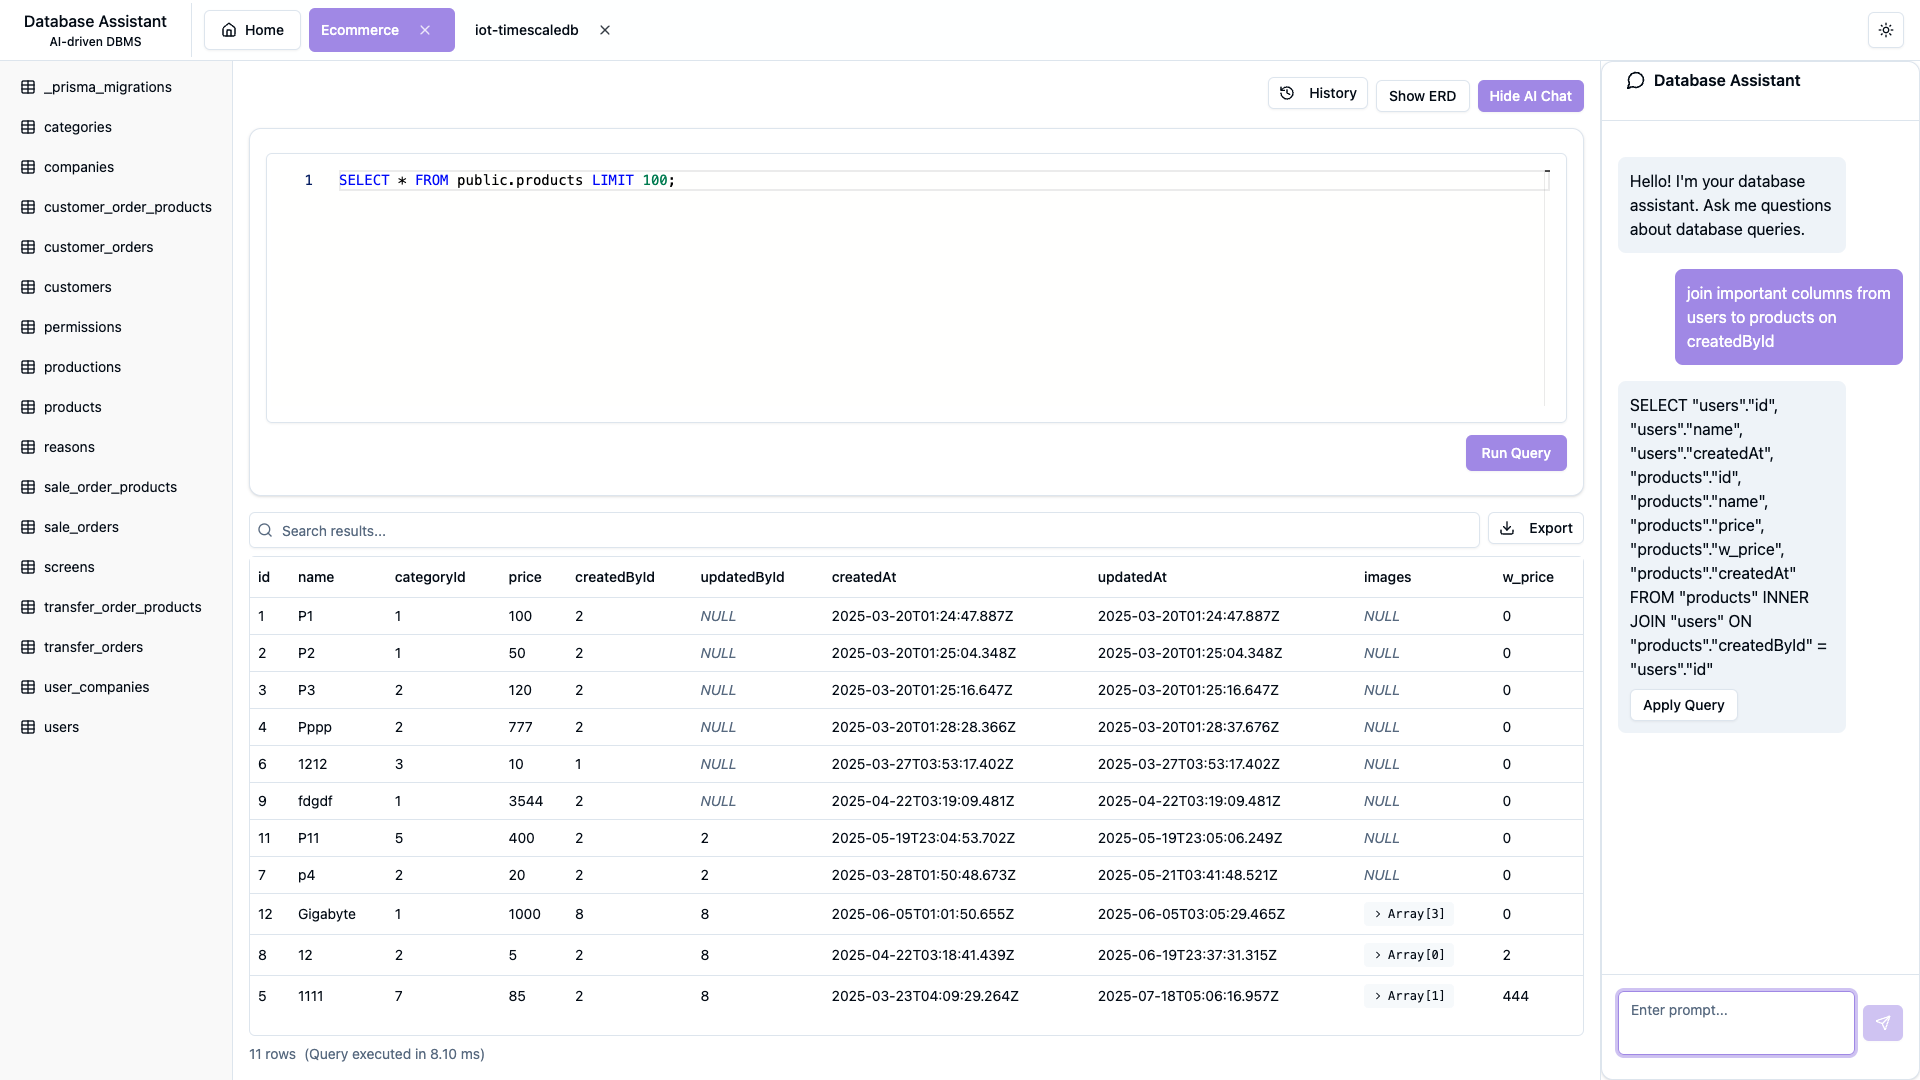 Database Assistant
AI-driven DBMS
Home
Ecommerce
iot-timescaledb
_prisma_migrations
categories
companies
customer_order_products
customer_orders
customers
permissions
productions
products
reasons
sale_order_products
sale_orders
screens
transfer_order_products
transfer_orders
user_companies
users
History
Show ERD
Hide AI Chat
1 SELECT * FROM public.products LIMIT 100;
Run Query
Search results...
Export
id name categoryId price createdById updatedById createdAt updatedAt images w_price
1 P1 1 100 2 NULL 2025-03-20T01:24:47.887Z 2025-03-20T01:24:47.887Z NULL 0
2 P2 1 50 2 NULL 2025-03-20T01:25:04.348Z 2025-03-20T01:25:04.348Z NULL 0
3 P3 2 120 2 NULL 2025-03-20T01:25:16.647Z 2025-03-20T01:25:16.647Z NULL 0
4 Pppp 2 777 2 NULL 2025-03-20T01:28:28.366Z 2025-03-20T01:28:37.676Z NULL 0
6 1212 3 10 1 NULL 2025-03-27T03:53:17.402Z 2025-03-27T03:53:17.402Z NULL 0
9 fdgdf 1 3544 2 NULL 2025-04-22T03:19:09.481Z 2025-04-22T03:19:09.481Z NULL 0
11 P11 5 400 2 2 2025-05-19T23:04:53.702Z 2025-05-19T23:05:06.249Z NULL 0
7 p4 2 20 2 2 2025-03-28T01:50:48.673Z 2025-05-21T03:41:48.521Z NULL 0
12 Gigabyte 1 1000 8 8 2025-06-05T01:01:50.655Z 2025-06-05T03:05:29.465Z Array[3] 0
8 12 2 5 2 8 2025-04-22T03:18:41.439Z 2025-06-19T23:37:31.315Z Array[0] 2
5 1111 7 85 2 8 2025-03-23T04:09:29.264Z 2025-07-18T05:06:16.957Z Array[1] 444
11 rows (Query executed in 8.10 ms)
Database Assistant
Hello! I'm your database
assistant. Ask me questions
about database queries.
join important columns from
users to products on
createdById
SELECT "users"."id",
"users"."name",
"users"."createdAt",
"products"."id",
"products"."name",
"products"."price",
"products"."w_price",
"products"."createdAt"
FROM "products" INNER
JOIN "users" ON
"products"."createdById" =
"users"."id"
Apply Query
Enter prompt...